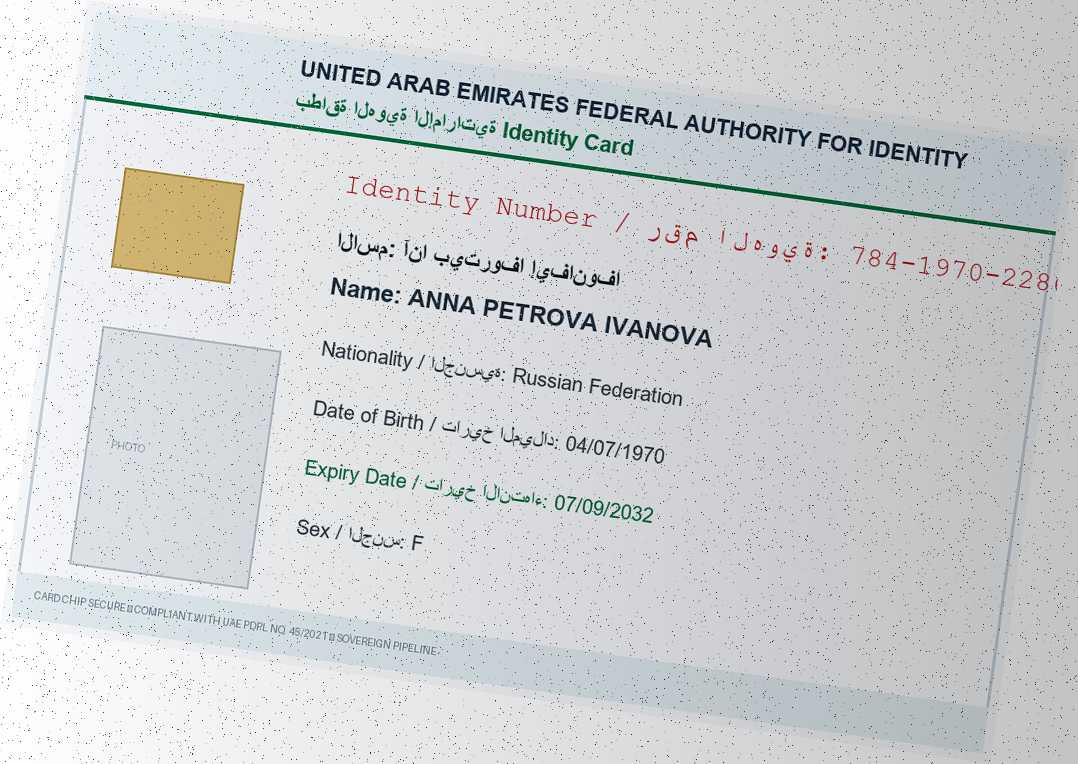 UNITED ARAB EMIRATES FEDERAL AUTHORITY FOR IDENTITY
بطاقة الهوية الإماراتية Identity Card
Identity Number / رقم الهوية: 784-1970-228
الاسم: آنا بيتروفا إيفانوفا
Name: ANNA PETROVA IVANOVA
Nationality / الجنسية: Russian Federation
Date of Birth / تاريخ الميلاد: 04/07/1970
Expiry Date / تاريخ الانتهاء: 07/09/2032
Sex / الجنس: F
PHOTO
CARD CHIP SECURE COMPLIANT WITH UAE PDPL NO. 45/2021 SOVEREIGN PIPELINE